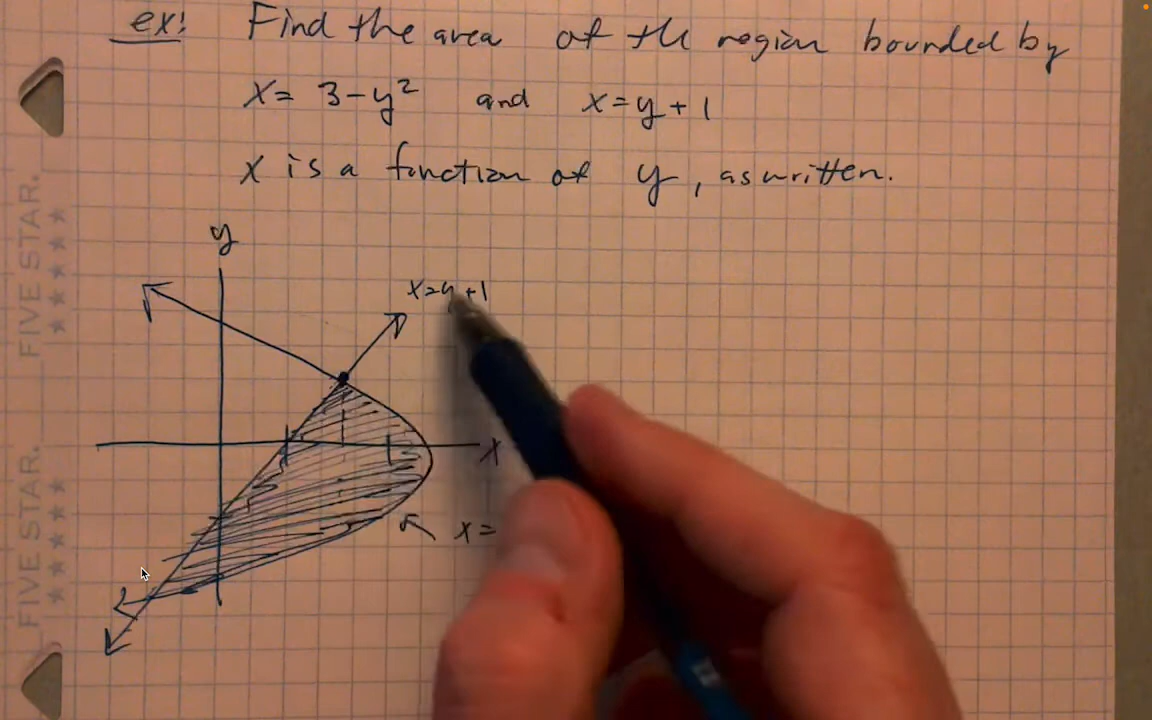 ex: Find the area of the region bounded by
x = 3 - y² and x = y + 1
x is a function of y, as written.
y
x = y + 1
x
x =
FIVE STAR.
FIVE STAR.